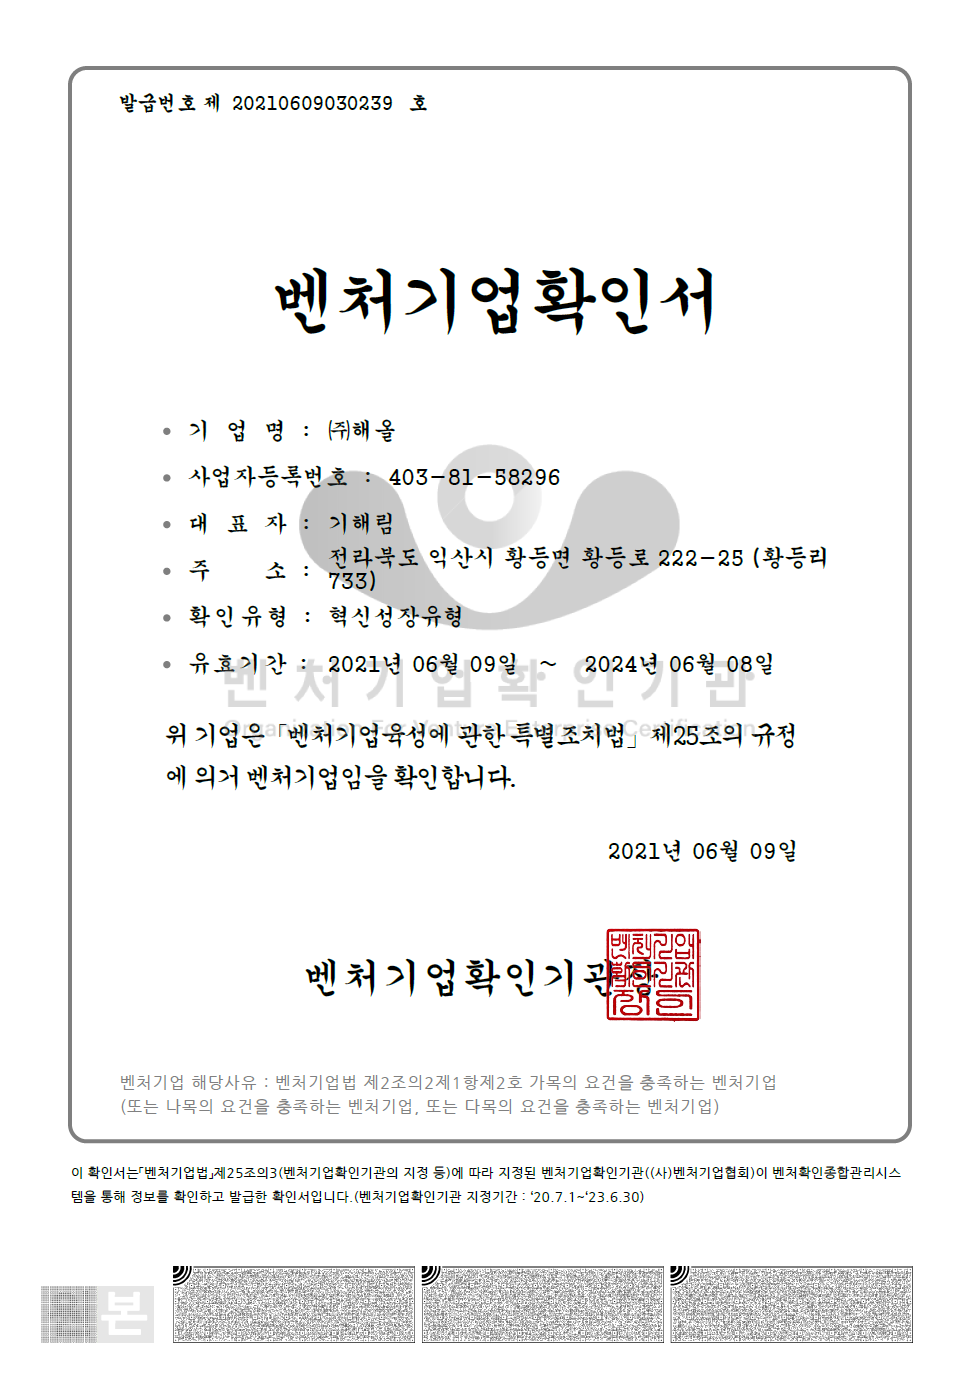 발급번호 제 20210609030239 호
벤처기업확인서
기 업 명 : ㈜해올
사업자등록번호 : 403-81-58296
대 표 자 : 기해림
주 소 : 전라북도 익산시 황등면 황등로 222-25 (황등리
733)
확인유형 : 혁신성장유형
유효기간 : 2021년 06월 09일 ~ 2024년 06월 08일
벤처기업확인기관
Organization For Venture Enterprise Certification
위 기업은「벤처기업육성에 관한 특별조치법」제25조의 규정
에 의거 벤처기업임을 확인합니다.
2021년 06월 09일
벤처기업확인기관장
벤처기업 해당사유 : 벤처기업법 제2조의2제1항제2호 가목의 요건을 충족하는 벤처기업
(또는 나목의 요건을 충족하는 벤처기업, 또는 다목의 요건을 충족하는 벤처기업)
이 확인서는「벤처기업법」제25조의3(벤처기업확인기관의 지정 등)에 따라 지정된 벤처기업확인기관((사)벤처기업협회)이 벤처확인종합관리시스
템을 통해 정보를 확인하고 발급한 확인서입니다.(벤처기업확인기관 지정기간 : ‘20.7.1~‘23.6.30)
본